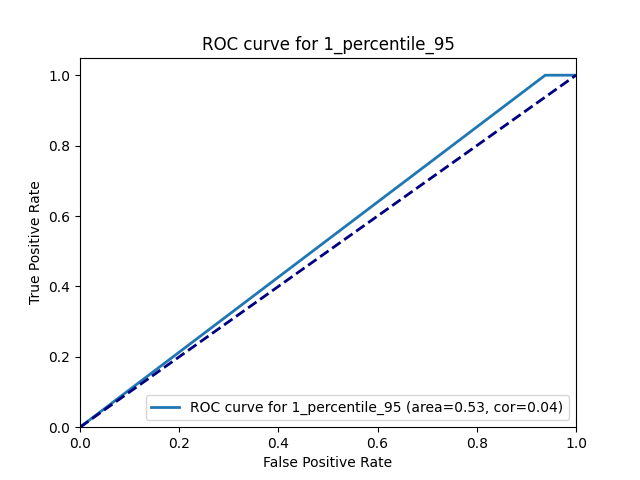 ROC curve for 1_percentile_95
1.0
0.8
0.6
0.4
0.2
0.0
True Positive Rate
ROC curve for 1_percentile_95 (area=0.53, cor=0.04)
0.0 0.2 0.4 0.6 0.8 1.0
False Positive Rate